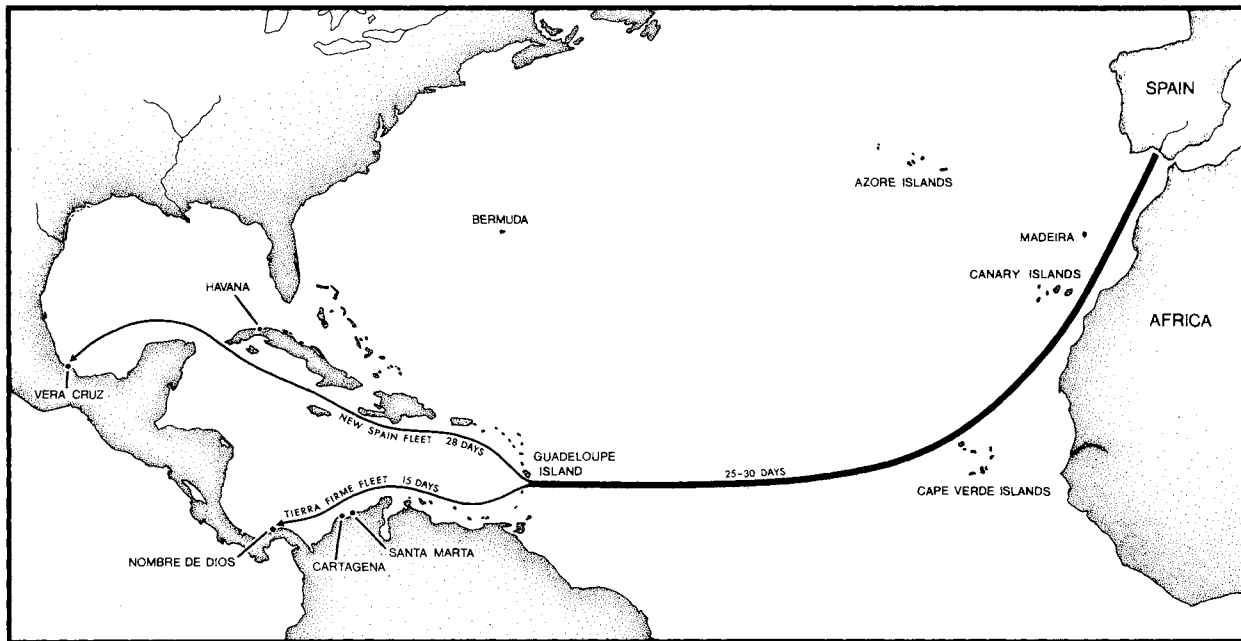 SPAIN
AZORE ISLANDS
BERMUDA
MADEIRA
CANARY ISLANDS
HAVANA
AFRICA
VERA CRUZ
NEW SPAIN FLEET 28 DAYS
GUADELOUPE
ISLAND
25-30 DAYS
TIERRA FIRME FLEET 15 DAYS
CAPE VERDE ISLANDS
NOMBRE DE DIOS
SANTA MARTA
CARTAGENA